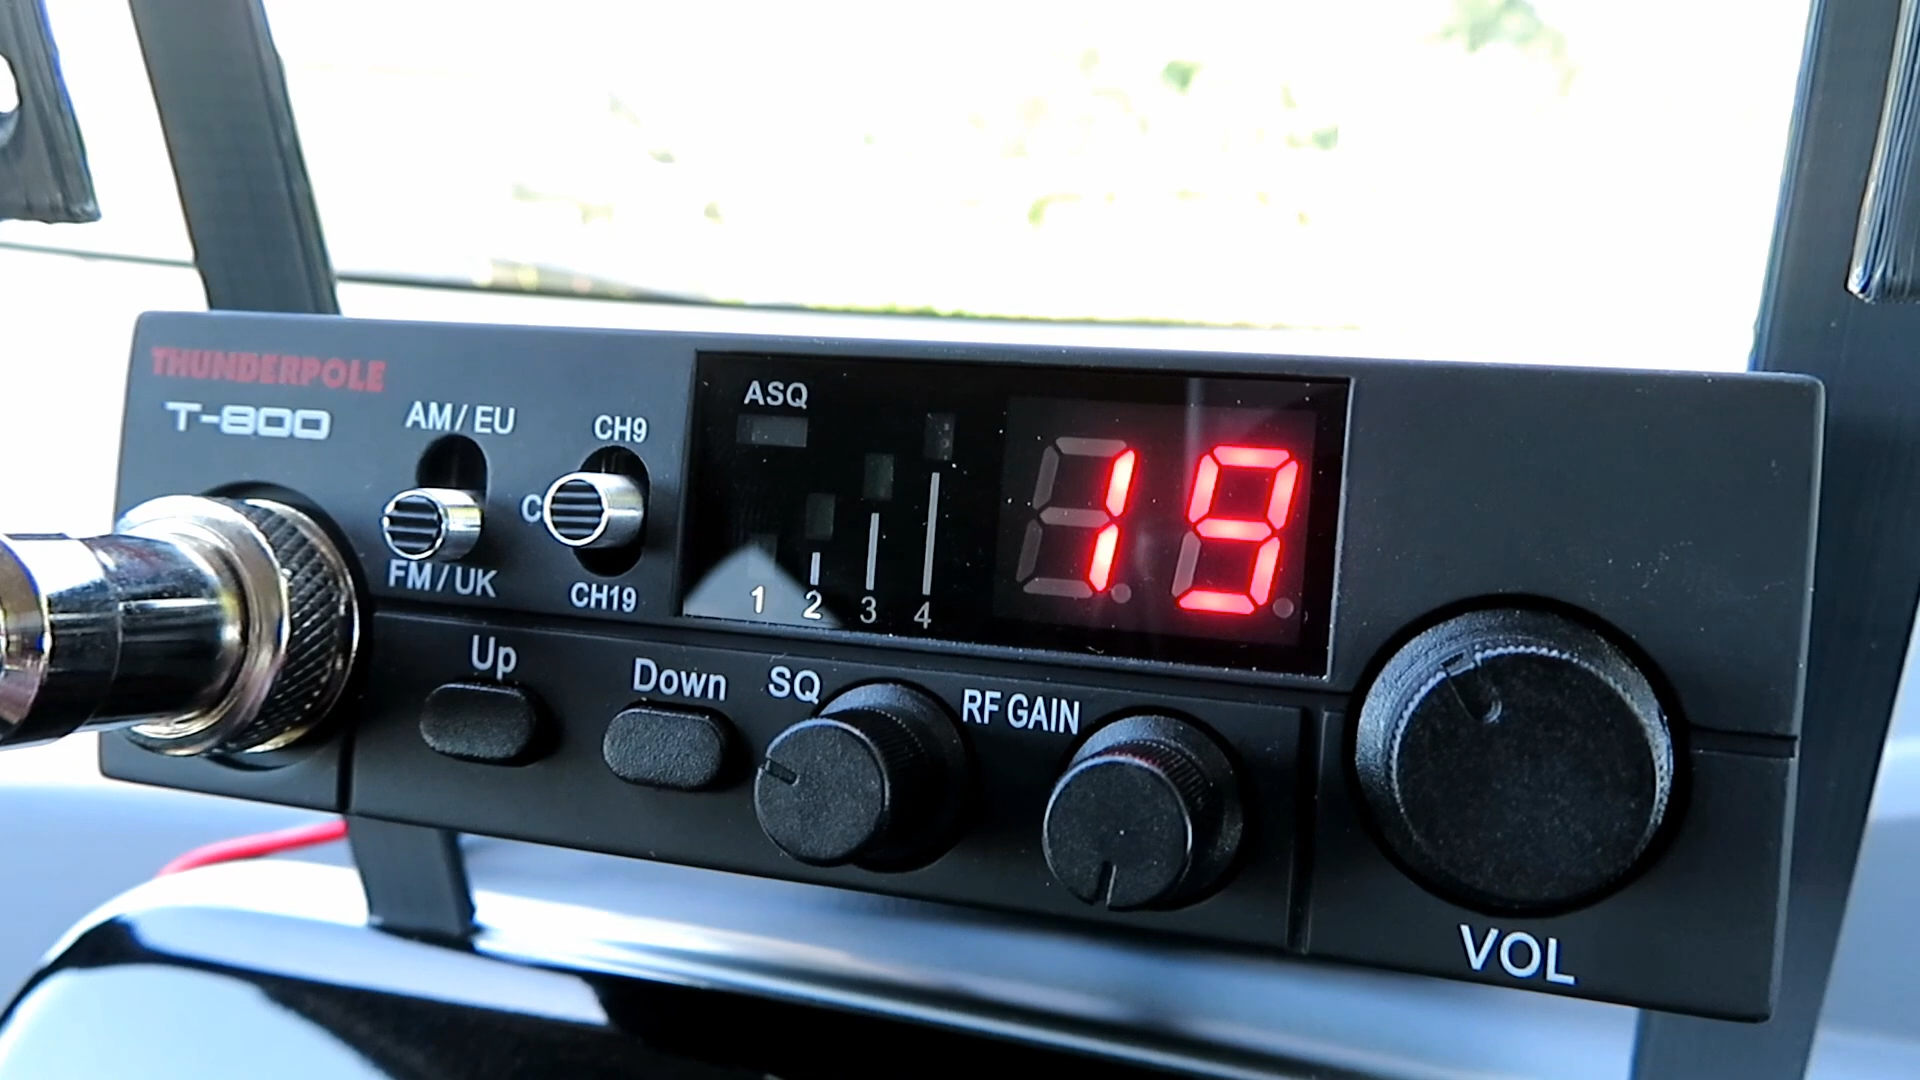 THUNDERPOLE
T-800
AM / EU
FM / UK
CH9
C
CH19
ASQ
1 2 3 4
19
Up
Down
SQ
RF GAIN
VOL